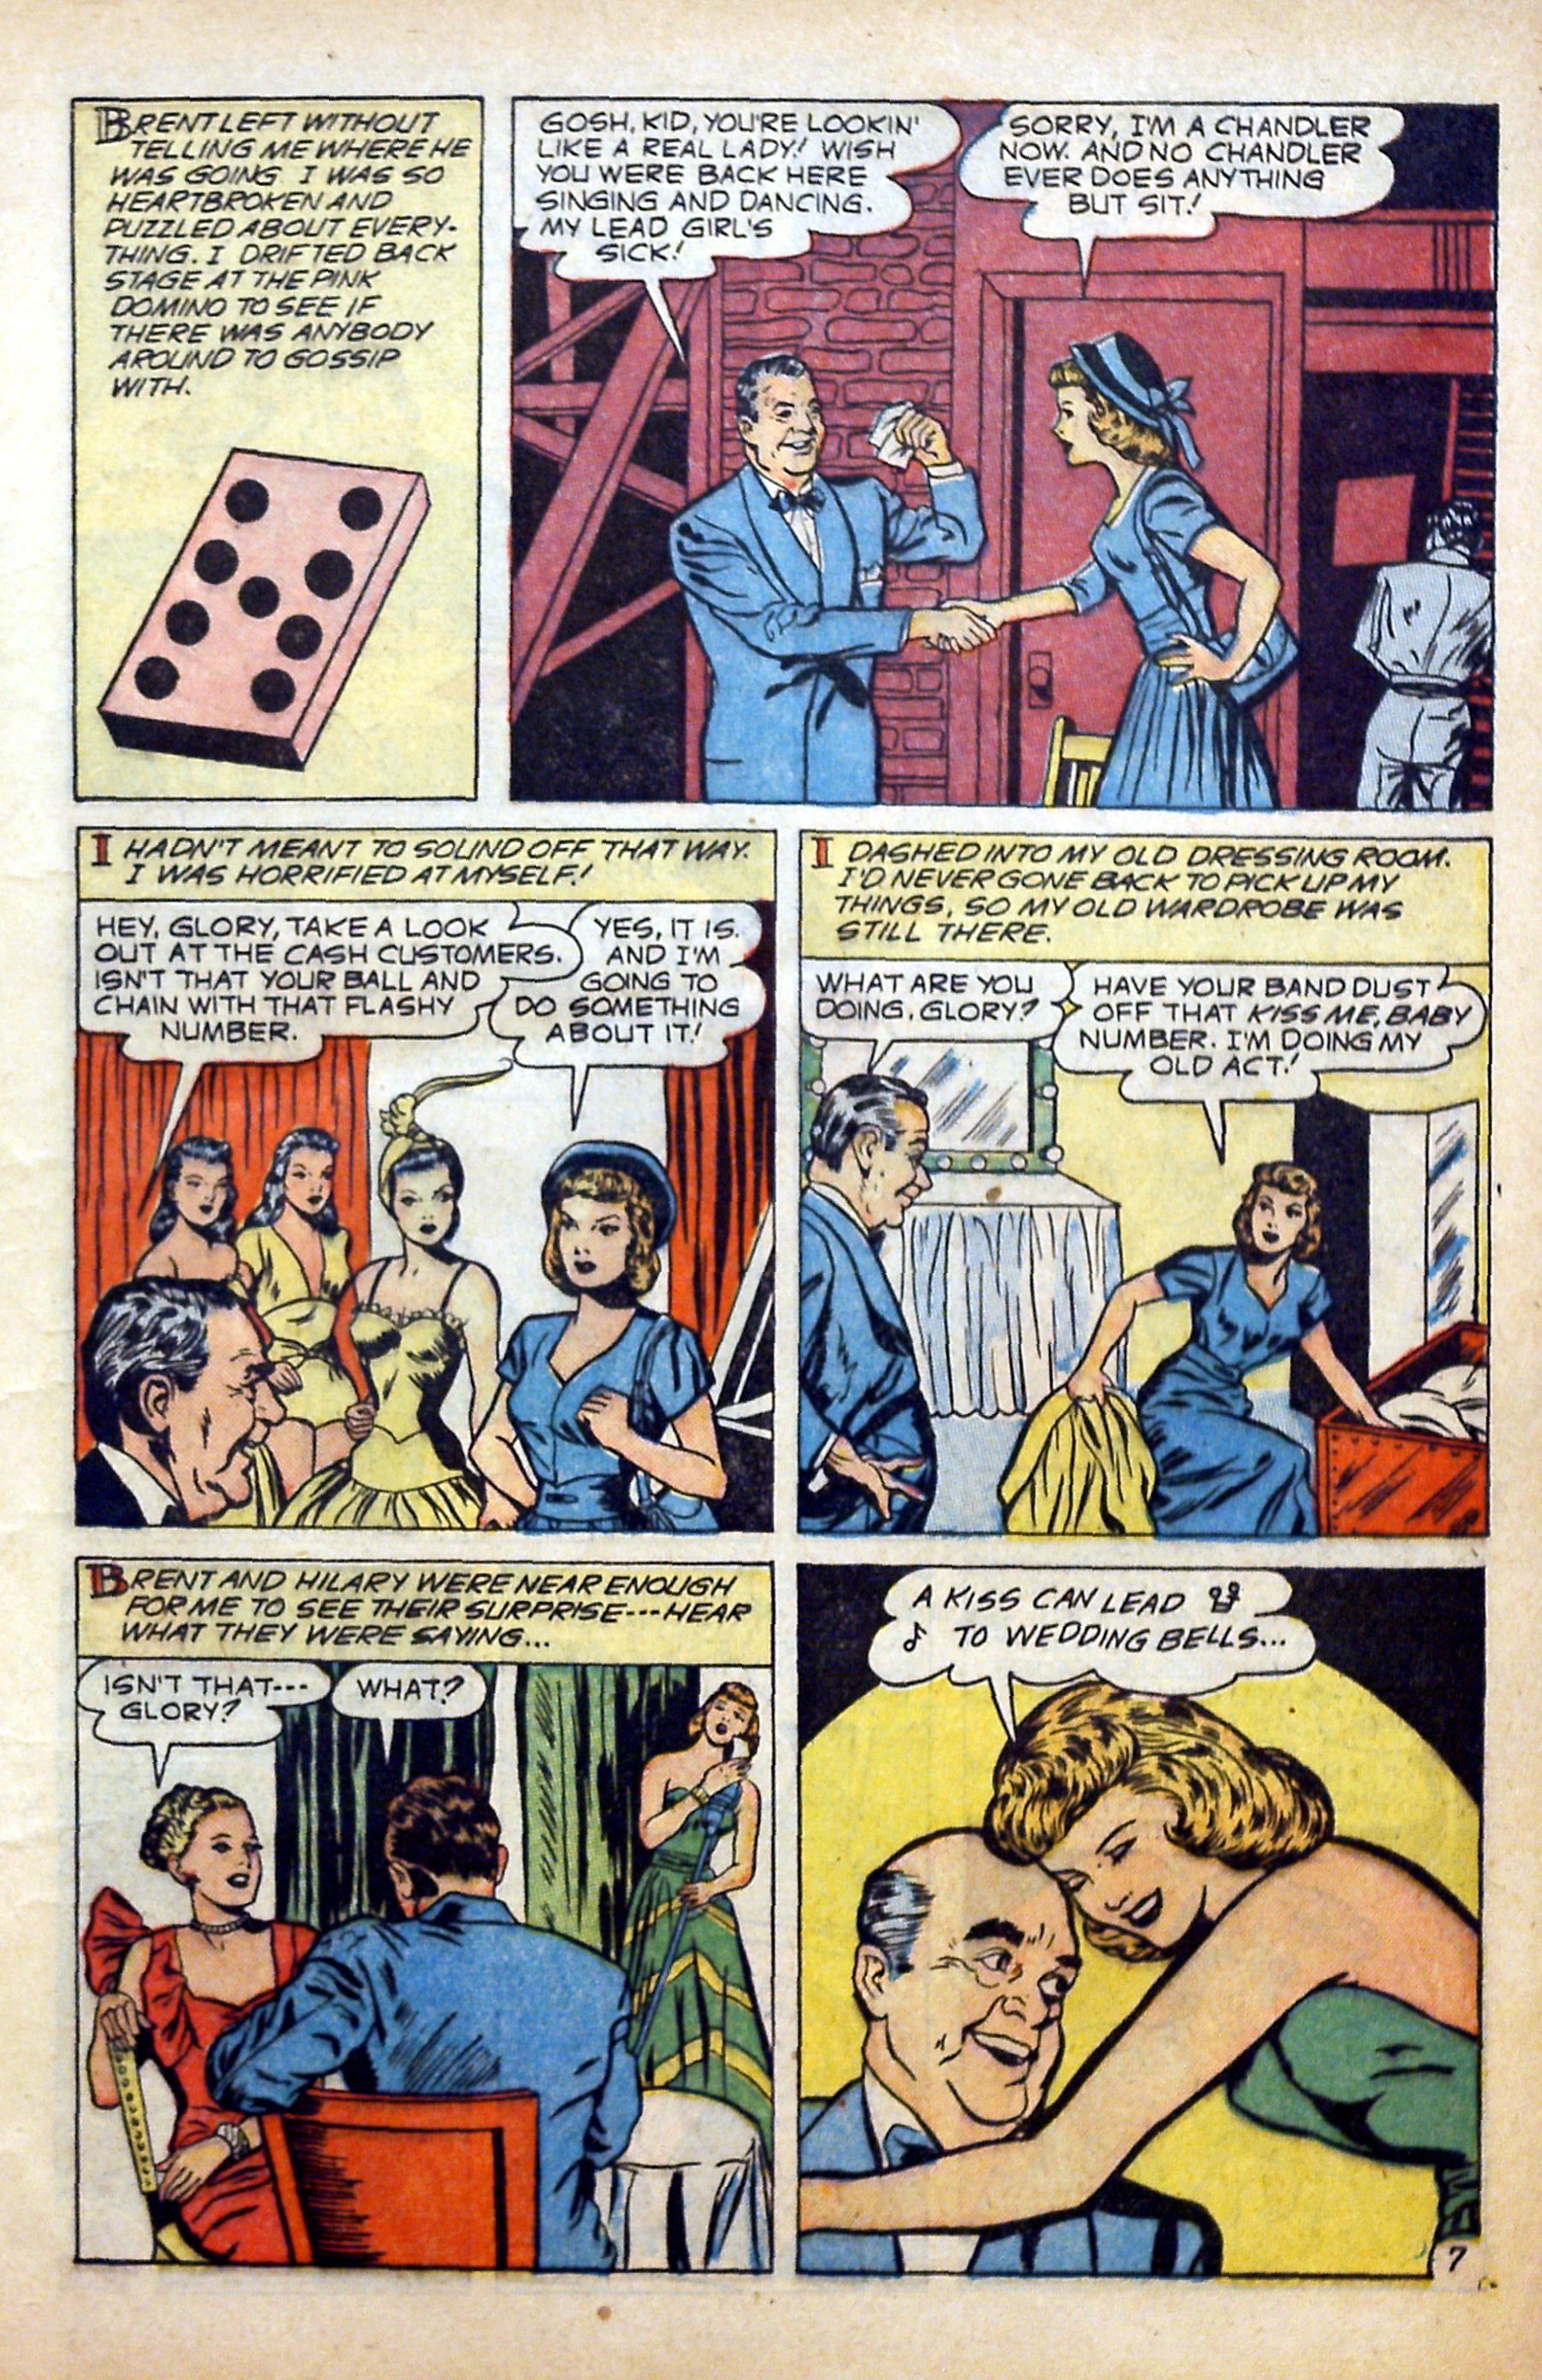 BRENT LEFT WITHOUT
TELLING ME WHERE HE
WAS GOING. I WAS SO
HEARTBROKEN AND
PUZZLED ABOUT EVERY-
THING. I DRIFTED BACK
STAGE AT THE PINK
DOMINO TO SEE IF
THERE WAS ANYBODY
AROUND TO GOSSIP
WITH.
GOSH, KID, YOU'RE LOOKIN'
LIKE A REAL LADY! WISH
YOU WERE BACK HERE
SINGING AND DANCING.
MY LEAD GIRL'S
SICK!
SORRY, I'M A CHANDLER
NOW. AND NO CHANDLER
EVER DOES ANYTHING
BUT SIT!
I HADN'T MEANT TO SOUND OFF THAT WAY.
I WAS HORRIFIED AT MYSELF!
HEY, GLORY, TAKE A LOOK
OUT AT THE CASH CUSTOMERS.
ISN'T THAT YOUR BALL AND
CHAIN WITH THAT FLASHY
NUMBER.
YES, IT IS.
AND I'M
GOING TO
DO SOMETHING
ABOUT IT!
I DASHED INTO MY OLD DRESSING ROOM.
I'D NEVER GONE BACK TO PICK UP MY
THINGS, SO MY OLD WARDROBE WAS
STILL THERE.
WHAT ARE YOU
DOING, GLORY?
HAVE YOUR BAND DUST
OFF THAT KISS ME, BABY
NUMBER. I'M DOING MY
OLD ACT!
BRENT AND HILARY WERE NEAR ENOUGH
FOR ME TO SEE THEIR SURPRISE---HEAR
WHAT THEY WERE SAYING...
ISN'T THAT---
GLORY?
WHAT?
A KISS CAN LEAD
♪ TO WEDDING BELLS...
7